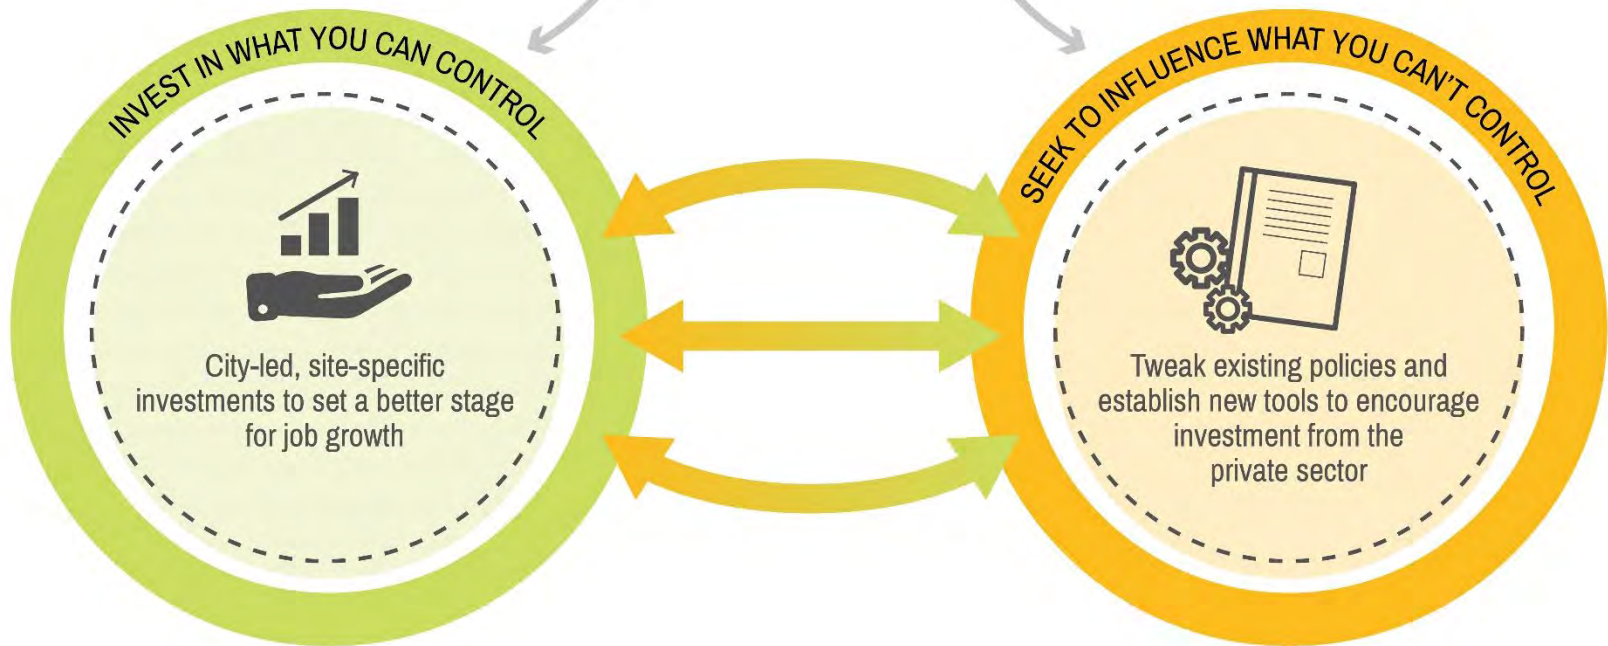 INVEST IN WHAT YOU CAN CONTROL
City-led, site-specific
investments to set a better stage
for job growth
SEEK TO INFLUENCE WHAT YOU CAN'T CONTROL
Tweak existing policies and
establish new tools to encourage
investment from the
private sector